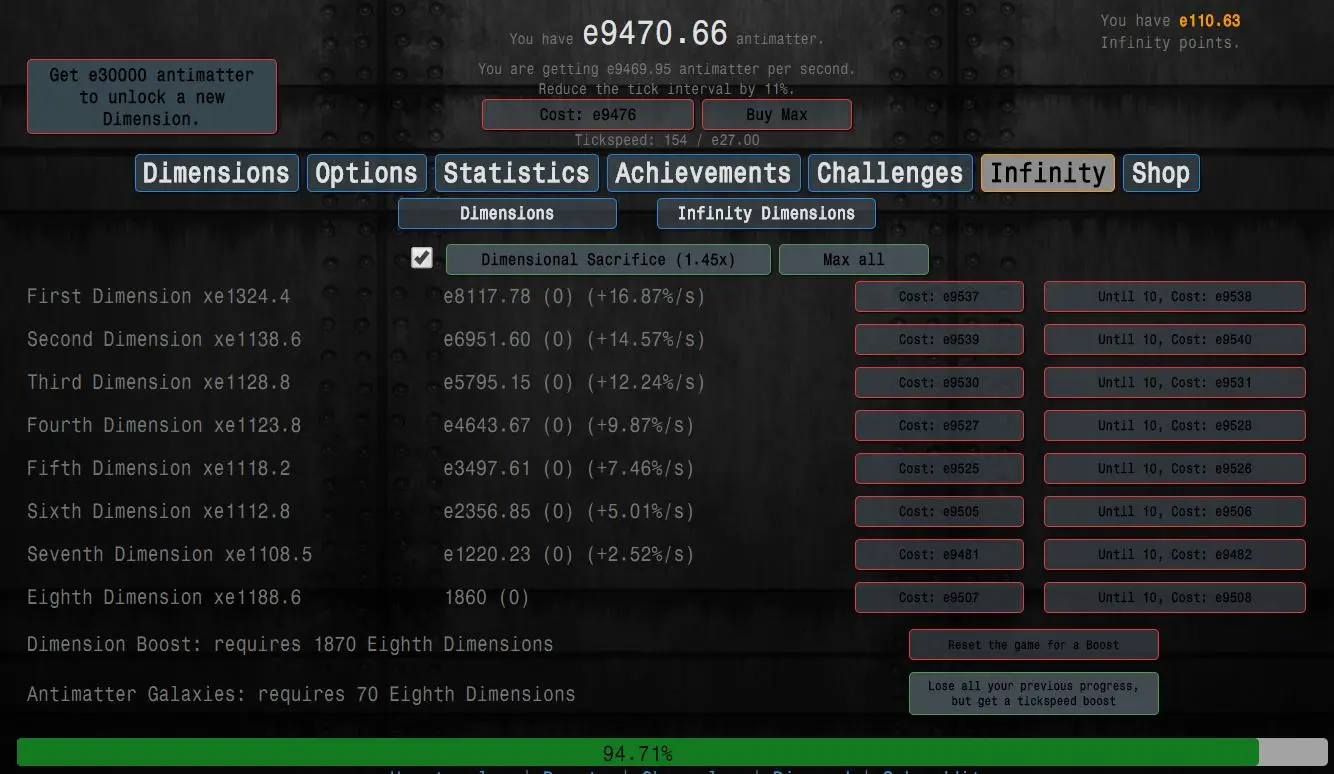 You have e9470.66 antimatter.
You have e110.63
Infinity points.
You are getting e9469.95 antimatter per second.
Reduce the tick interval by 11%.
Get e30000 antimatter
to unlock a new
Dimension.
Cost: e9476 Buy Max
Tickspeed: 154 / e27.00
Dimensions Options Statistics Achievements Challenges Infinity Shop
Dimensions Infinity Dimensions
Dimensional Sacrifice (1.45x) Max all
First Dimension xe1324.4 e8117.78 (0) (+16.87%/s) Cost: e9537 Until 10, Cost: e9538
Second Dimension xe1138.6 e6951.60 (0) (+14.57%/s) Cost: e9539 Until 10, Cost: e9540
Third Dimension xe1128.8 e5795.15 (0) (+12.24%/s) Cost: e9530 Until 10, Cost: e9531
Fourth Dimension xe1123.8 e4643.67 (0) (+9.87%/s) Cost: e9527 Until 10, Cost: e9528
Fifth Dimension xe1118.2 e3497.61 (0) (+7.46%/s) Cost: e9525 Until 10, Cost: e9526
Sixth Dimension xe1112.8 e2356.85 (0) (+5.01%/s) Cost: e9505 Until 10, Cost: e9506
Seventh Dimension xe1108.5 e1220.23 (0) (+2.52%/s) Cost: e9481 Until 10, Cost: e9482
Eighth Dimension xe1188.6 1860 (0) Cost: e9507 Until 10, Cost: e9508
Dimension Boost: requires 1870 Eighth Dimensions Reset the game for a Boost
Antimatter Galaxies: requires 70 Eighth Dimensions Lose all your previous progress,
but get a tickspeed boost
94.71%